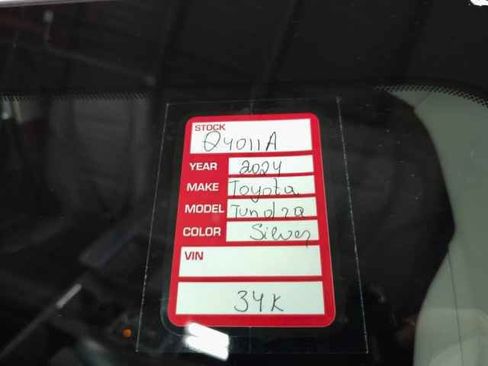 STOCK
Q4011A
YEAR 2024
MAKE Toyota
MODEL Tundra
COLOR Silver
VIN
34K